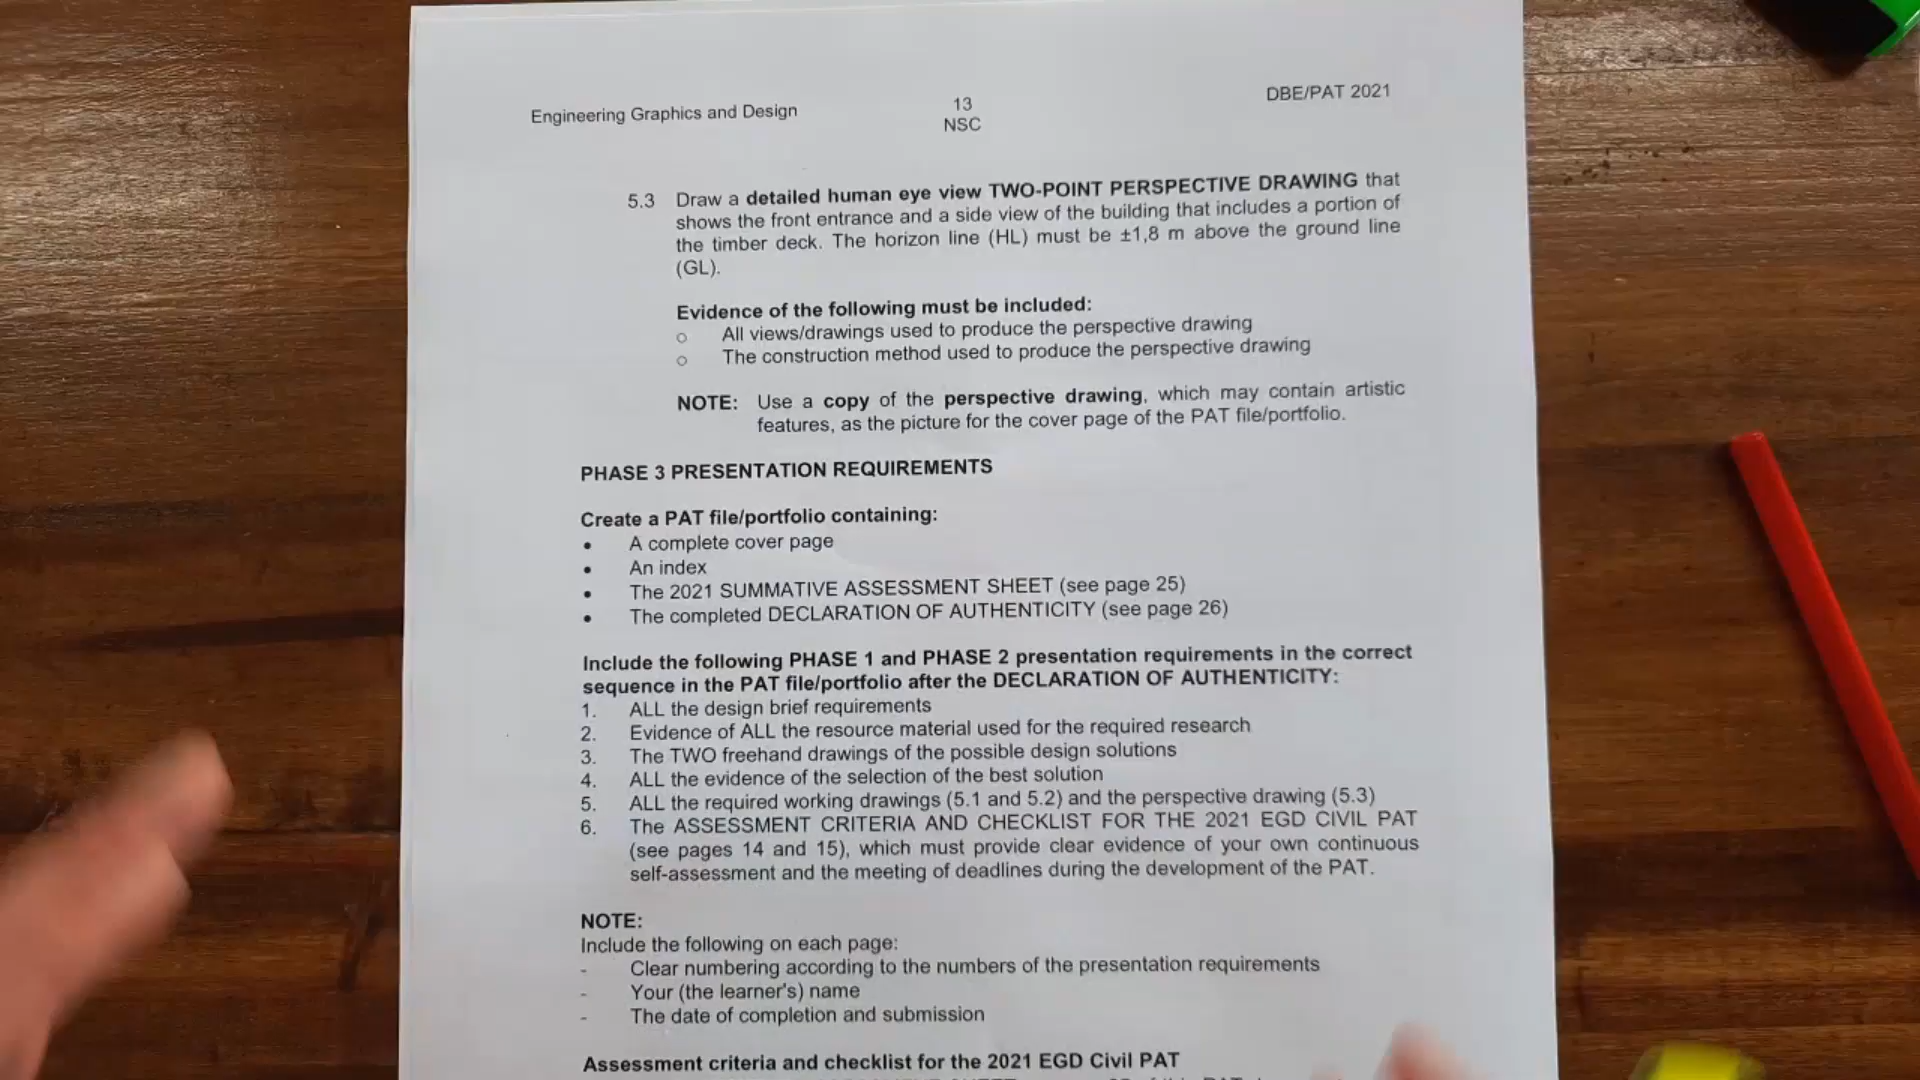 Engineering Graphics and Design
13
NSC
DBE/PAT 2021
5.3 Draw a detailed human eye view TWO-POINT PERSPECTIVE DRAWING that
shows the front entrance and a side view of the building that includes a portion of
the timber deck. The horizon line (HL) must be ±1,8 m above the ground line
(GL).
Evidence of the following must be included:
o All views/drawings used to produce the perspective drawing
o The construction method used to produce the perspective drawing
NOTE: Use a copy of the perspective drawing, which may contain artistic
features, as the picture for the cover page of the PAT file/portfolio.
PHASE 3 PRESENTATION REQUIREMENTS
Create a PAT file/portfolio containing:
• A complete cover page
• An index
• The 2021 SUMMATIVE ASSESSMENT SHEET (see page 25)
• The completed DECLARATION OF AUTHENTICITY (see page 26)
Include the following PHASE 1 and PHASE 2 presentation requirements in the correct
sequence in the PAT file/portfolio after the DECLARATION OF AUTHENTICITY:
1. ALL the design brief requirements
2. Evidence of ALL the resource material used for the required research
3. The TWO freehand drawings of the possible design solutions
4. ALL the evidence of the selection of the best solution
5. ALL the required working drawings (5.1 and 5.2) and the perspective drawing (5.3)
6. The ASSESSMENT CRITERIA AND CHECKLIST FOR THE 2021 EGD CIVIL PAT
(see pages 14 and 15), which must provide clear evidence of your own continuous
self-assessment and the meeting of deadlines during the development of the PAT.
NOTE:
Include the following on each page:
- Clear numbering according to the numbers of the presentation requirements
- Your (the learner's) name
- The date of completion and submission
Assessment criteria and checklist for the 2021 EGD Civil PAT